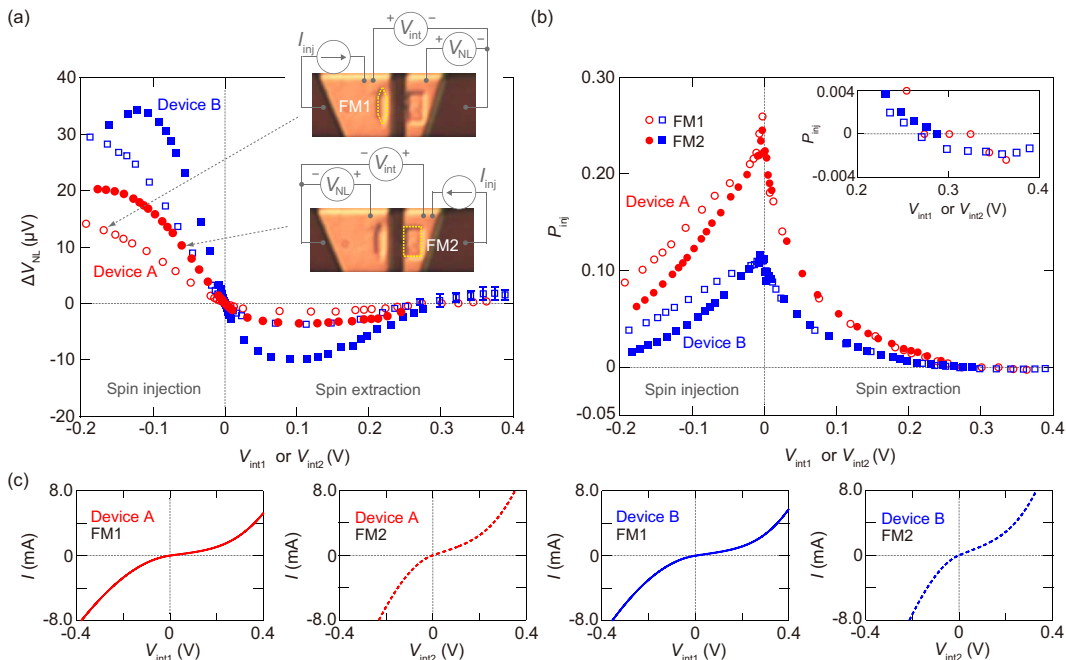 (a)
40
30
20
10
0
-10
-20
ΔV_NL (μV)
Device B
Device A
Spin injection
Spin extraction
-0.2 -0.1 0 0.1 0.2 0.3 0.4
V_int1 or V_int2 (V)
+ V_int −
I_inj
+ V_NL −
FM1
− V_int +
− V_NL +
I_inj
FM2
(b)
0.30
0.20
0.10
0
-0.05
P_inj
FM1
FM2
Device A
Device B
Spin injection
Spin extraction
-0.2 -0.1 0 0.1 0.2 0.3 0.4
V_int1 or V_int2 (V)
0.004
0
-0.004
P_inj
0.2 0.3 0.4
V_int1 or V_int2 (V)
(c)
8.0
0
-8.0
I (mA)
Device A
FM1
-0.4 0 0.4
V_int1 (V)
8.0
0
-8.0
I (mA)
Device A
FM2
-0.4 0 0.4
V_int2 (V)
8.0
0
-8.0
I (mA)
Device B
FM1
-0.4 0 0.4
V_int1 (V)
8.0
0
-8.0
I (mA)
Device B
FM2
-0.4 0 0.4
V_int2 (V)